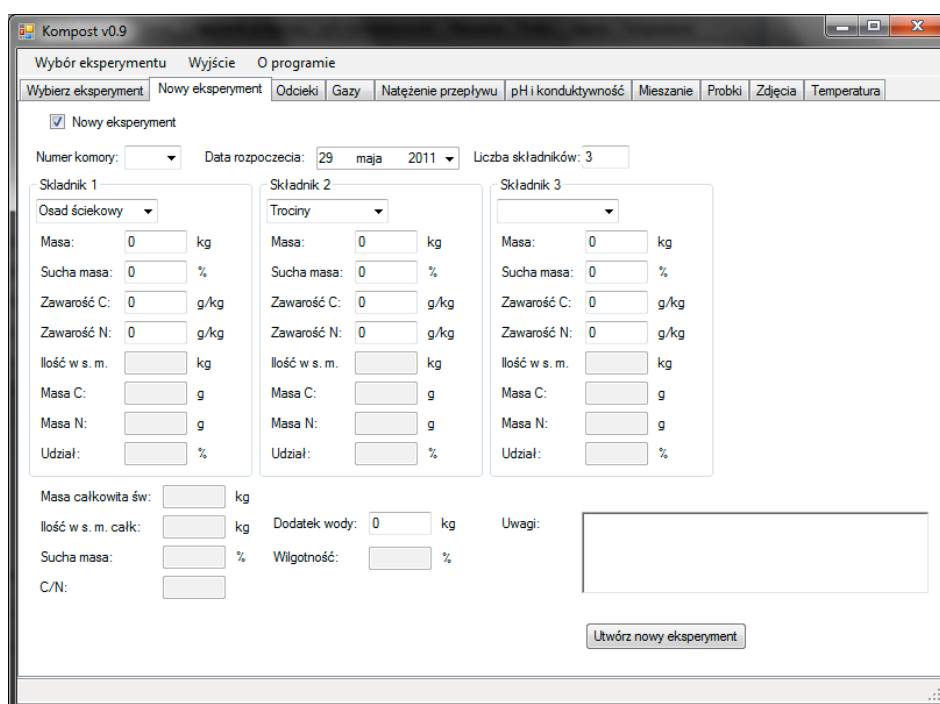 Kompost v0.9
Wybór eksperymentu Wyjście O programie
Wybierz eksperyment Nowy eksperyment Odcieki Gazy Natężenie przepływu pH i konduktywność Mieszanie Probki Zdjęcia Temperatura
Nowy eksperyment
Numer komory: Data rozpoczecia: 29 maja 2011 Liczba składników: 3
Składnik 1 Składnik 2 Składnik 3
Osad ściekowy Trociny
Masa: 0 kg Masa: 0 kg Masa: 0 kg
Sucha masa: 0 % Sucha masa: 0 % Sucha masa: 0 %
Zawarość C: 0 g/kg Zawarość C: 0 g/kg Zawarość C: 0 g/kg
Zawarość N: 0 g/kg Zawarość N: 0 g/kg Zawarość N: 0 g/kg
Ilość w s. m. kg Ilość w s. m. kg Ilość w s. m. kg
Masa C: g Masa C: g Masa C: g
Masa N: g Masa N: g Masa N: g
Udział: % Udział: % Udział: %
Masa całkowita św: kg
Ilość w s. m. całk: kg Dodatek wody: 0 kg Uwagi:
Sucha masa: % Wilgotność: %
C/N:
Utwórz nowy eksperyment